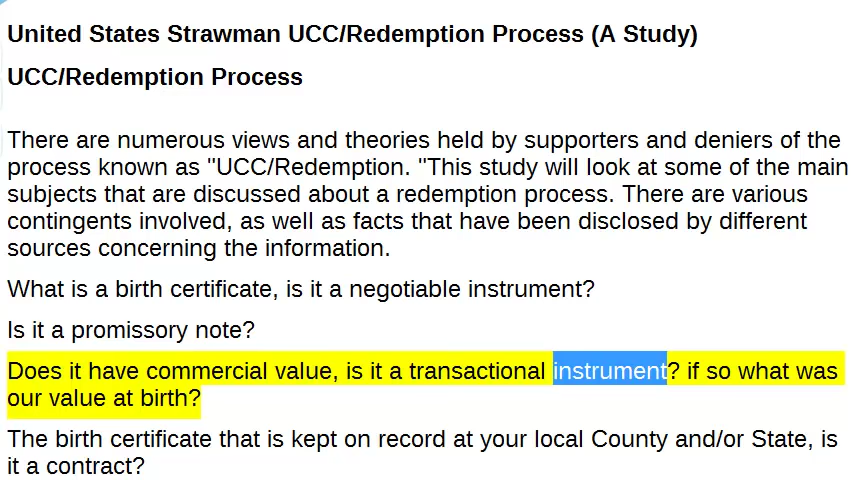 United States Strawman UCC/Redemption Process (A Study)
UCC/Redemption Process
There are numerous views and theories held by supporters and deniers of the
process known as "UCC/Redemption. "This study will look at some of the main
subjects that are discussed about a redemption process. There are various
contingents involved, as well as facts that have been disclosed by different
sources concerning the information.
What is a birth certificate, is it a negotiable instrument?
Is it a promissory note?
Does it have commercial value, is it a transactional instrument? if so what was
our value at birth?
The birth certificate that is kept on record at your local County and/or State, is
it a contract?